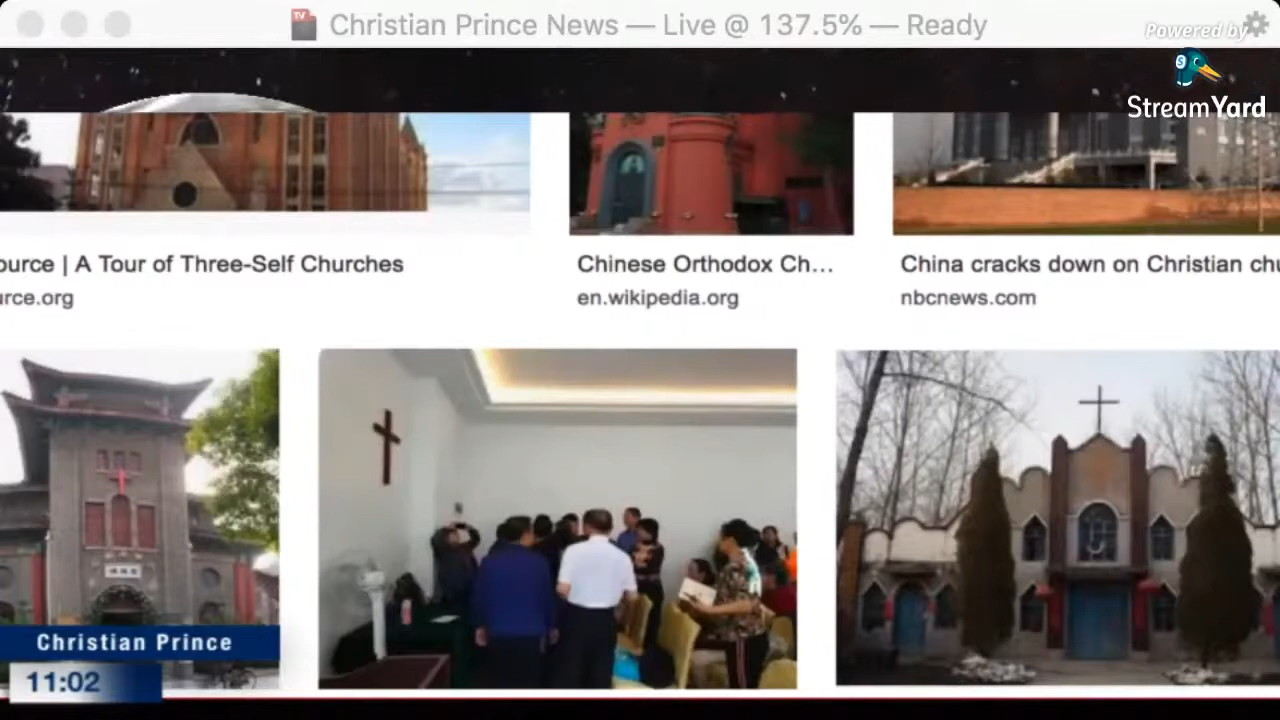 Christian Prince News — Live @ 137.5% — Ready
Powered by
StreamYard
ource | A Tour of Three-Self Churches
urce.org
Chinese Orthodox Ch...
en.wikipedia.org
China cracks down on Christian chu
nbcnews.com
Christian Prince
11:02